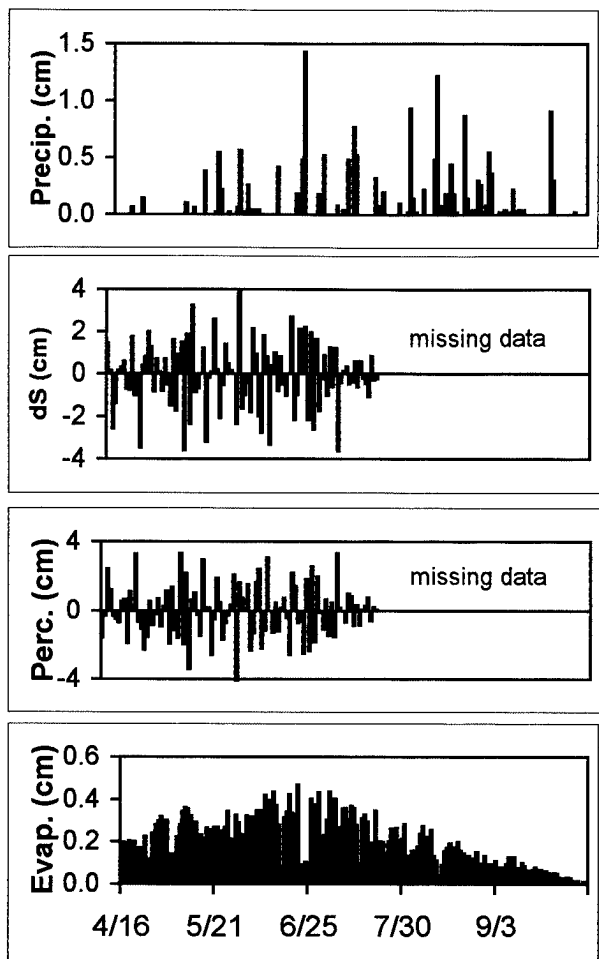 Precip. (cm)
1.5
1.0
0.5
0.0
dS (cm)
4
2
0
-2
-4
missing data
Perc. (cm)
4
0
-4
missing data
Evap. (cm)
0.6
0.4
0.2
0.0
4/16 5/21 6/25 7/30 9/3